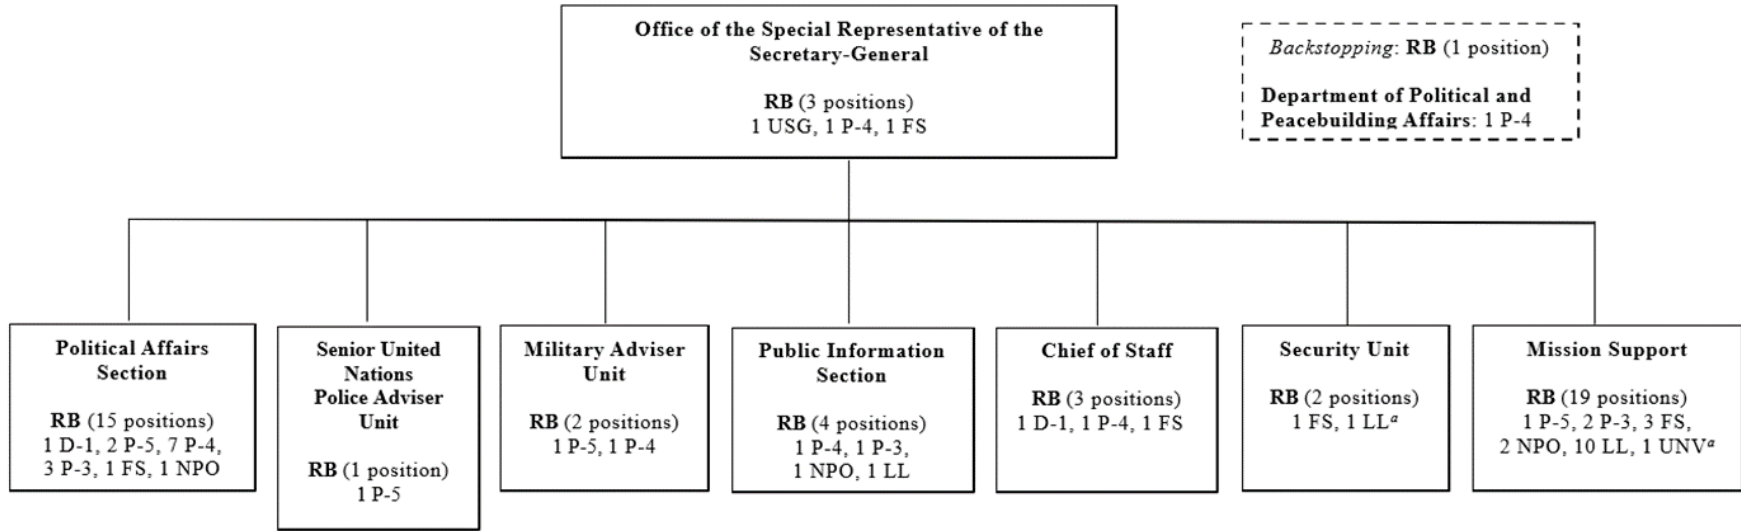 Office of the Special Representative of the
Secretary-General
RB (3 positions)
1 USG, 1 P-4, 1 FS
Backstopping: RB (1 position)
Department of Political and
Peacebuilding Affairs: 1 P-4
Political Affairs
Section
RB (15 positions)
1 D-1, 2 P-5, 7 P-4,
3 P-3, 1 FS, 1 NPO
Senior United
Nations
Police Adviser
Unit
RB (1 position)
1 P-5
Military Adviser
Unit
RB (2 positions)
1 P-5, 1 P-4
Public Information
Section
RB (4 positions)
1 P-4, 1 P-3,
1 NPO, 1 LL
Chief of Staff
RB (3 positions)
1 D-1, 1 P-4, 1 FS
Security Unit
RB (2 positions)
1 FS, 1 LLᵃ
Mission Support
RB (19 positions)
1 P-5, 2 P-3, 3 FS,
2 NPO, 10 LL, 1 UNVᵃ